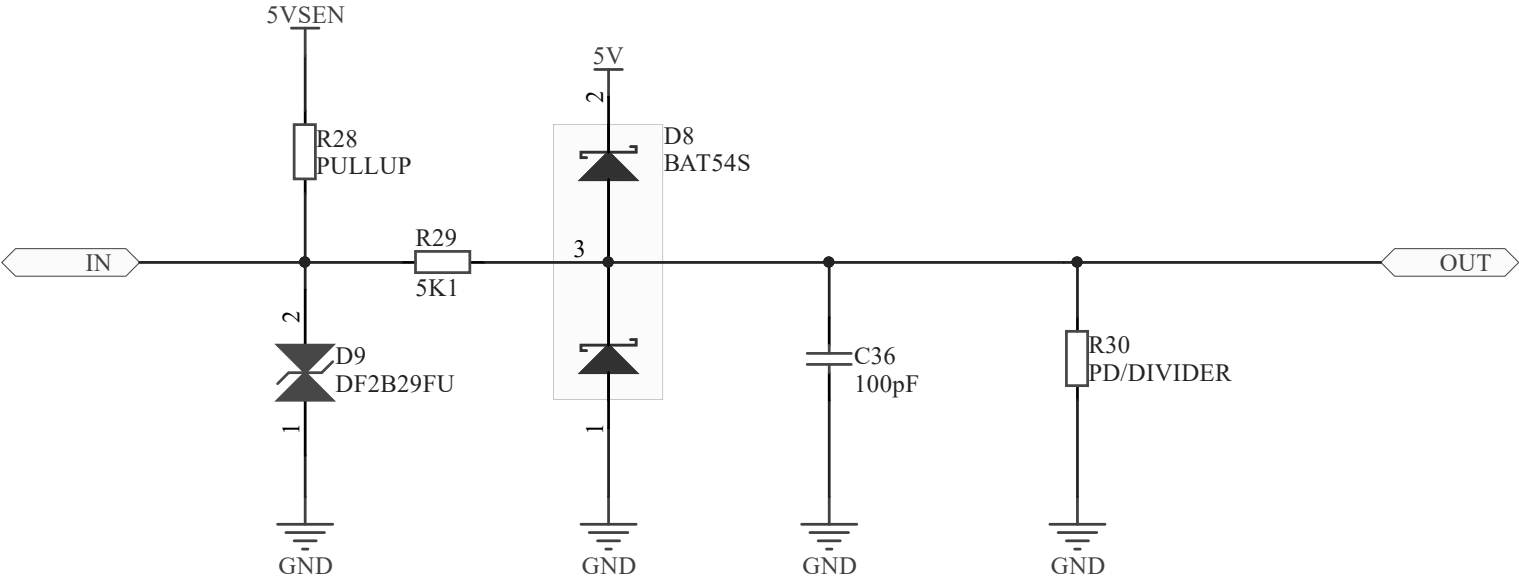 5VSEN
5V
2
R28
PULLUP
D8
BAT54S
IN
R29
5K1
3
OUT
2
D9
DF2B29FU
1
1
C36
100pF
R30
PD/DIVIDER
GND
GND
GND
GND